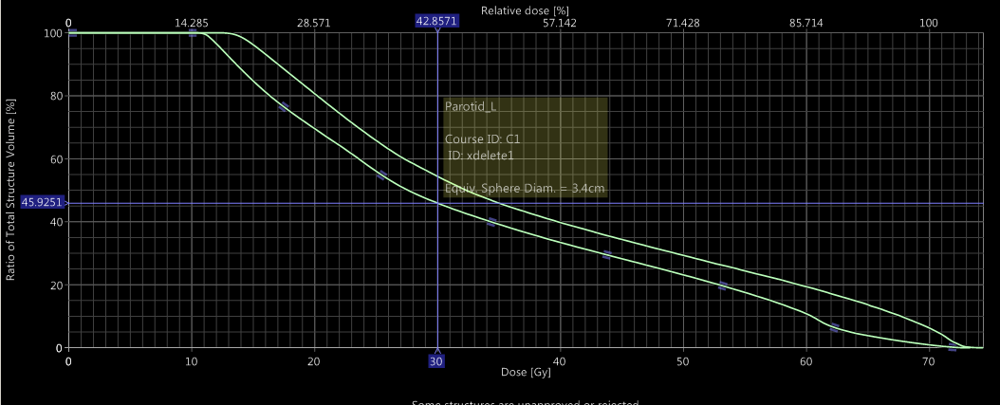 Relative dose [%]
0 14.285 28.571 42.8571 57.142 71.428 85.714 100
100
80
Parotid_L
Course ID: C1
60
ID: xdelete1
Equiv. Sphere Diam. = 3.4cm
45.9251
40
20
0
Ratio of Total Structure Volume [%]
0 10 20 30 40 50 60 70
Dose [Gy]
Some structures are unapproved or rejected